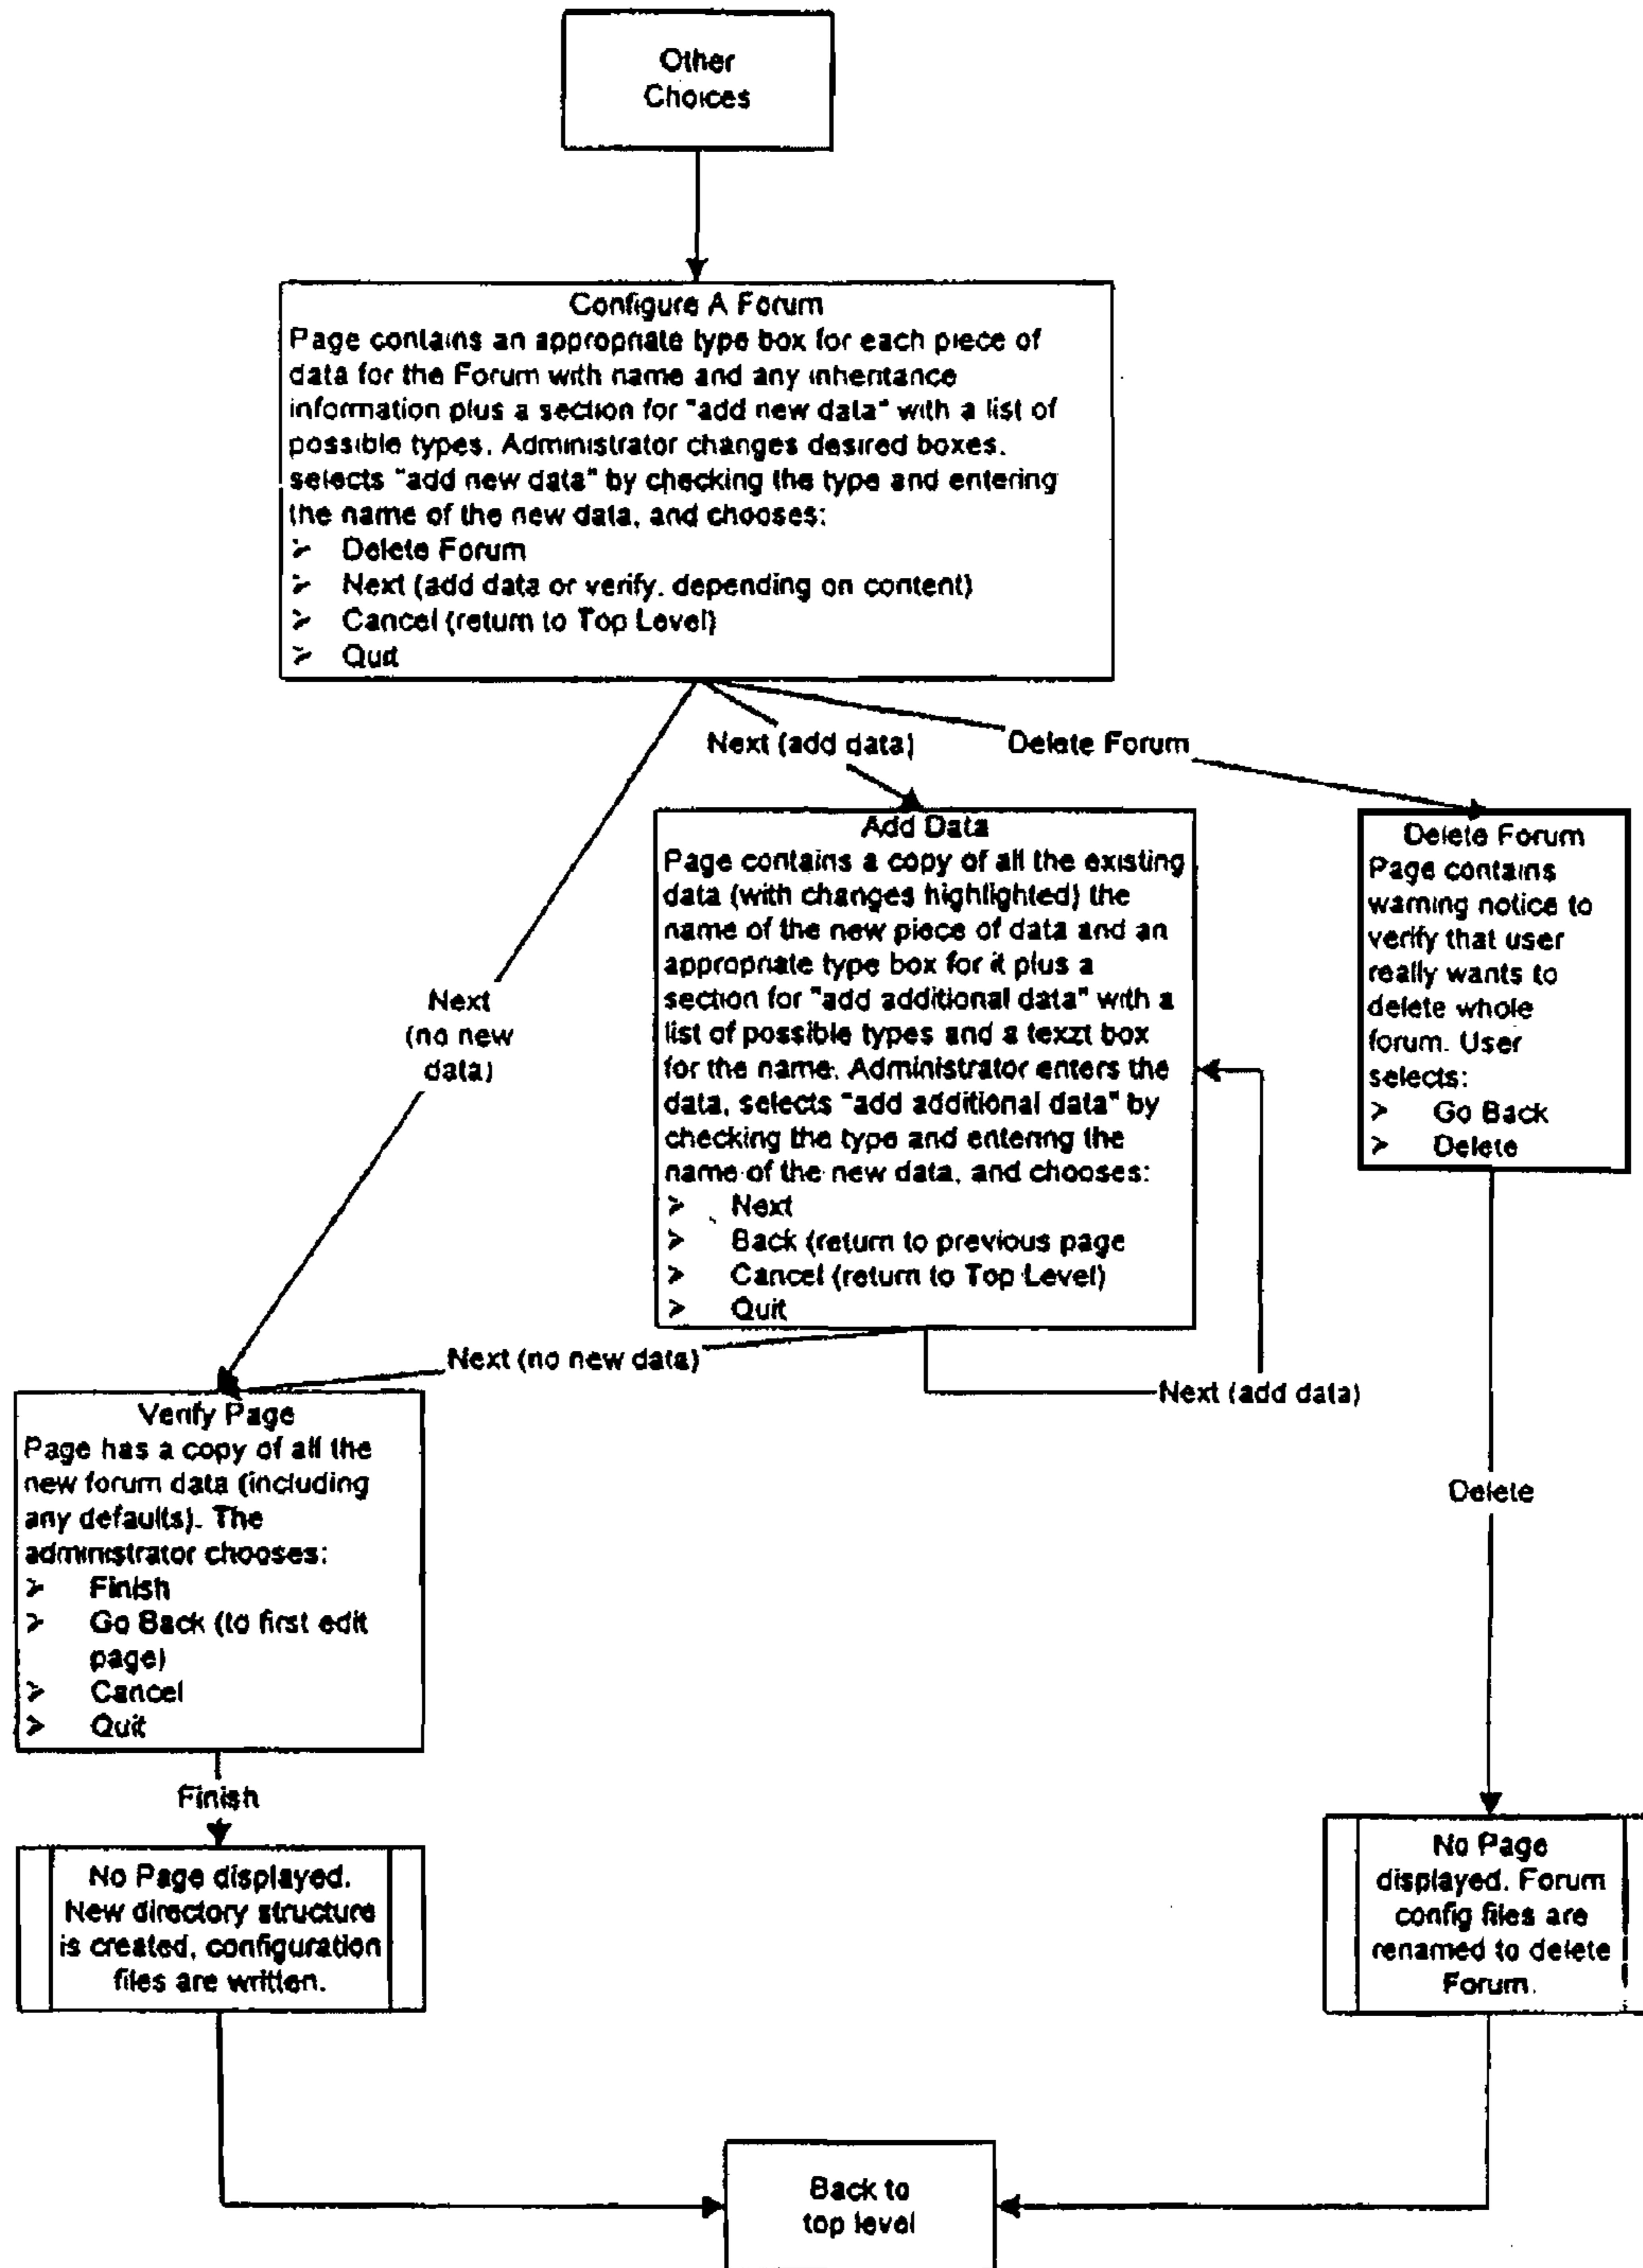 Other
Choices
Configure A Forum
Page contains an appropriate type box for each piece of
data for the Forum with name and any inheritance
information plus a section for "add new data" with a list of
possible types. Administrator changes desired boxes.
selects "add new data" by checking the type and entering
the name of the new data, and chooses:
➢ Delete Forum
➢ Next (add data or verify. depending on content)
➢ Cancel (return to Top Level)
➢ Quit
Next (add data)
Delete Forum
Add Data
Page contains a copy of all the existing
data (with changes highlighted) the
name of the new piece of data and an
appropriate type box for it plus a
section for "add additional data" with a
list of possible types and a texzt box
for the name. Administrator enters the
data, selects "add additional data" by
checking the type and entering the
name of the new data, and chooses:
➢ Next
➢ Back (return to previous page
➢ Cancel (return to Top Level)
➢ Quit
Delete Forum
Page contains
warning notice to
verify that user
really wants to
delete whole
forum. User
selects:
➢ Go Back
➢ Delete
Next
(no new
data)
Next (no new data)
Next (add data)
Verify Page
Page has a copy of all the
new forum data (including
any defaults). The
administrator chooses:
➢ Finish
➢ Go Back (to first edit
page)
➢ Cancel
➢ Quit
Delete
Finish
No Page displayed.
New directory structure
is created, configuration
files are written.
No Page
displayed. Forum
config files are
renamed to delete
Forum.
Back to
top level